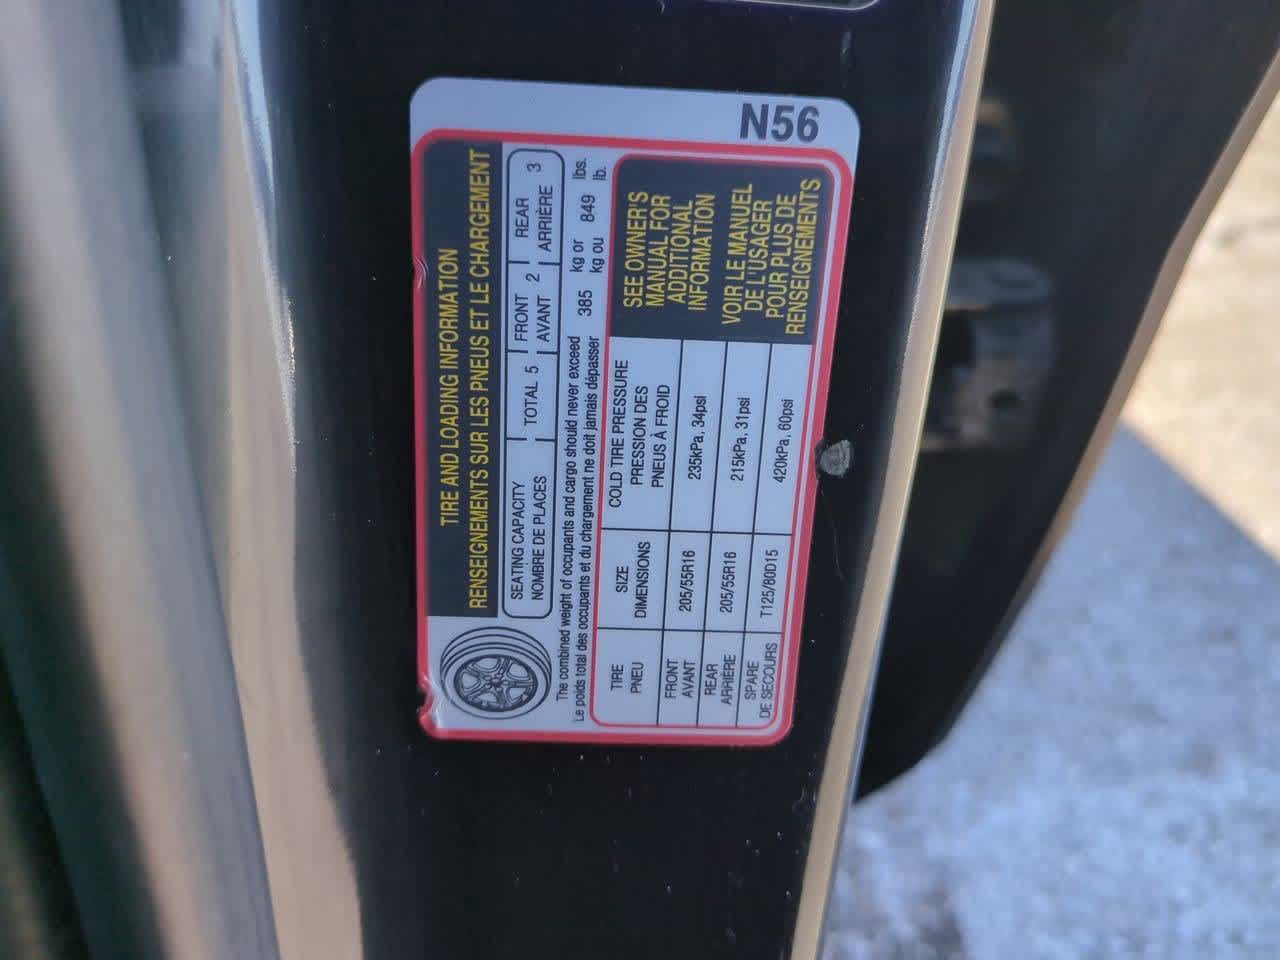 N56
TIRE AND LOADING INFORMATION
RENSEIGNEMENTS SUR LES PNEUS ET LE CHARGEMENT
SEATING CAPACITY TOTAL 5 FRONT 2 REAR 3
NOMBRE DE PLACES AVANT ARRIÈRE
The combined weight of occupants and cargo should never exceed 385 kg or 849 lbs.
Le poids total des occupants et du chargement ne doit jamais dépasser kg ou lb.
TIRE SIZE COLD TIRE PRESSURE
PNEU DIMENSIONS PRESSION DES
PNEUS À FROID
FRONT 205/55R16 235kPa, 34psi
AVANT
REAR 205/55R16 215kPa, 31psi
ARRIÈRE
SPARE T125/80D15 420kPa, 60psi
DE SECOURS
SEE OWNER'S
MANUAL FOR
ADDITIONAL
INFORMATION
VOIR LE MANUEL
DE L'USAGER
POUR PLUS DE
RENSEIGNEMENTS